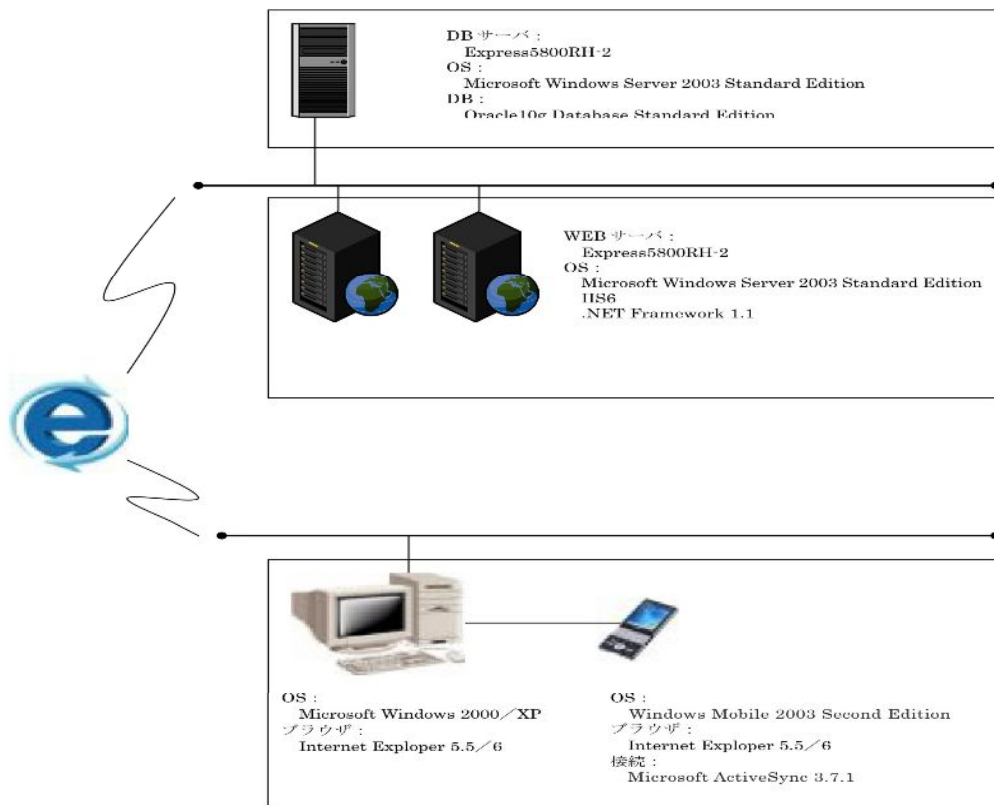 DB サーバ：
Express5800RH-2
OS：
Microsoft Windows Server 2003 Standard Edition
DB：
Oracle10g Database Standard Edition
WEB サーバ：
Express5800RH-2
OS：
Microsoft Windows Server 2003 Standard Edition
IIS6
.NET Framework 1.1
OS：
Microsoft Windows 2000／XP
ブラウザ：
Internet Exploper 5.5／6
OS：
Windows Mobile 2003 Second Edition
ブラウザ：
Internet Exploper 5.5／6
接続：
Microsoft ActiveSync 3.7.1